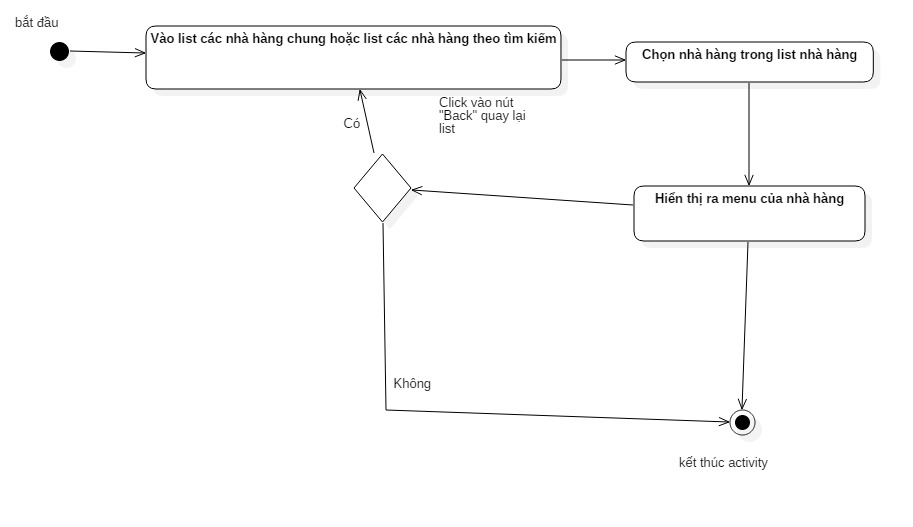 bắt đầu
Vào list các nhà hàng chung hoặc list các nhà hàng theo tìm kiếm
Chọn nhà hàng trong list nhà hàng
Click vào nút
"Back" quay lại
list
Có
Hiển thị ra menu của nhà hàng
Không
kết thúc activity